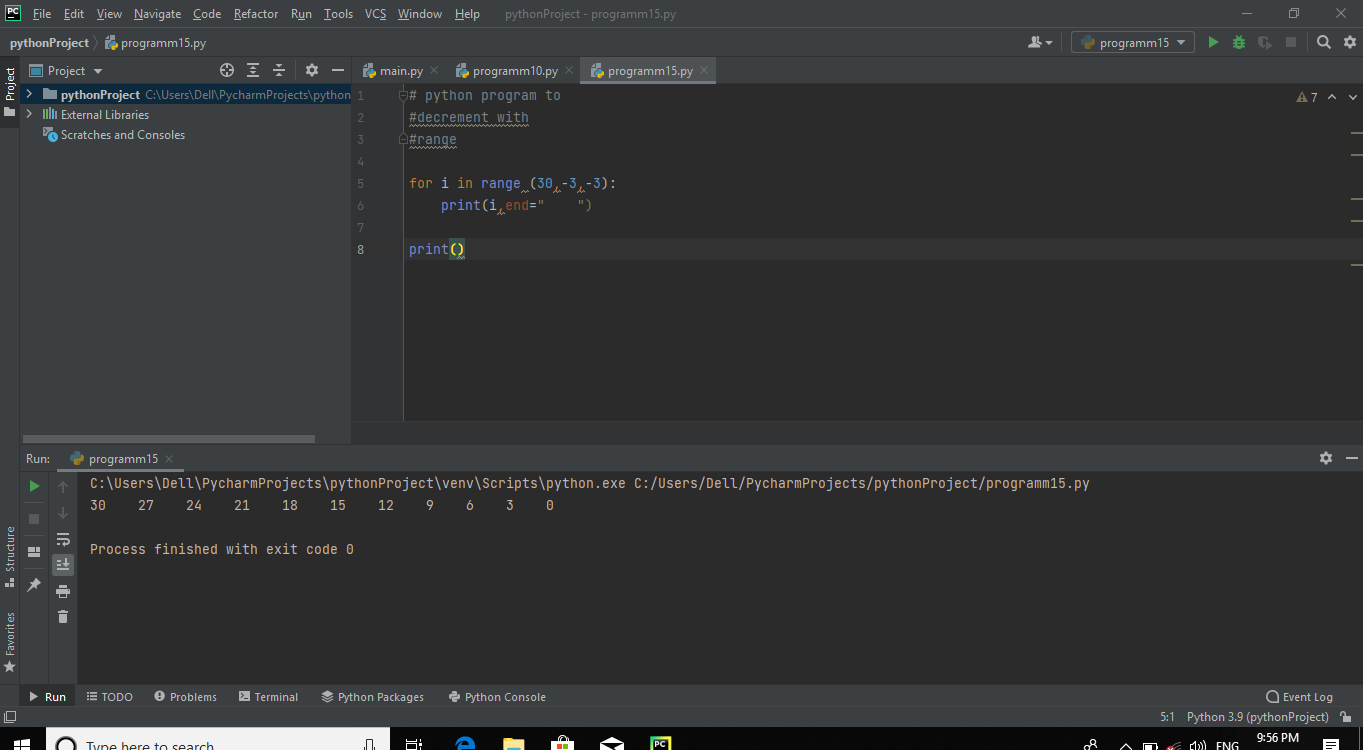 PC File Edit View Navigate Code Refactor Run Tools VCS Window Help pythonProject - programm15.py
pythonProject programm15.py programm15
Project
Project main.py programm10.py programm15.py
pythonProject C:\Users\Dell\PycharmProjects\python
External Libraries
Scratches and Consoles
7
1 # python program to
2 #decrement with
3 #range
4
5 for i in range (30,-3,-3):
6 print(i,end="    ")
7
8 print()
Run: programm15
C:\Users\Dell\PycharmProjects\pythonProject\venv\Scripts\python.exe C:/Users/Dell/PycharmProjects/pythonProject/programm15.py
30    27    24    21    18    15    12    9    6    3    0
Process finished with exit code 0
Structure
Favorites
Run TODO Problems Terminal Python Packages Python Console Event Log
5:1 Python 3.9 (pythonProject)
Type here to search PC ENG 9:56 PM